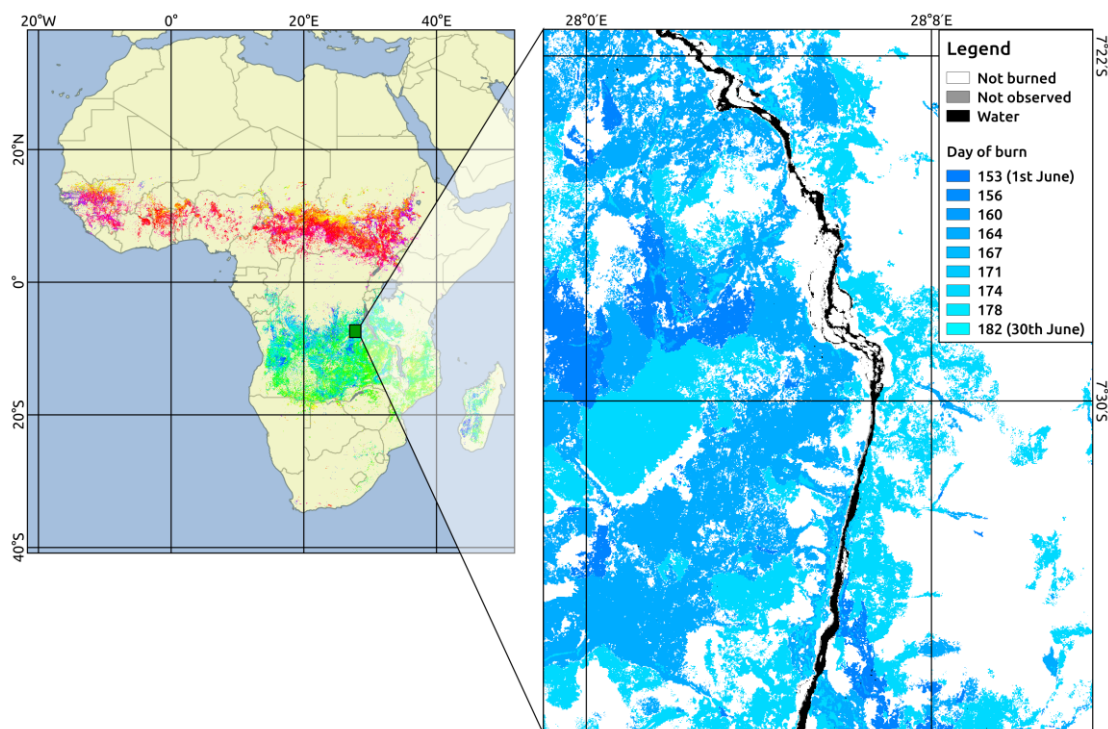 20°W 0° 20°E 40°E
20°N
0°
20°S
40°S
28°0'E 28°8'E
7°22'S
7°30'S
Legend
Not burned
Not observed
Water
Day of burn
153 (1st June)
156
160
164
167
171
174
178
182 (30th June)